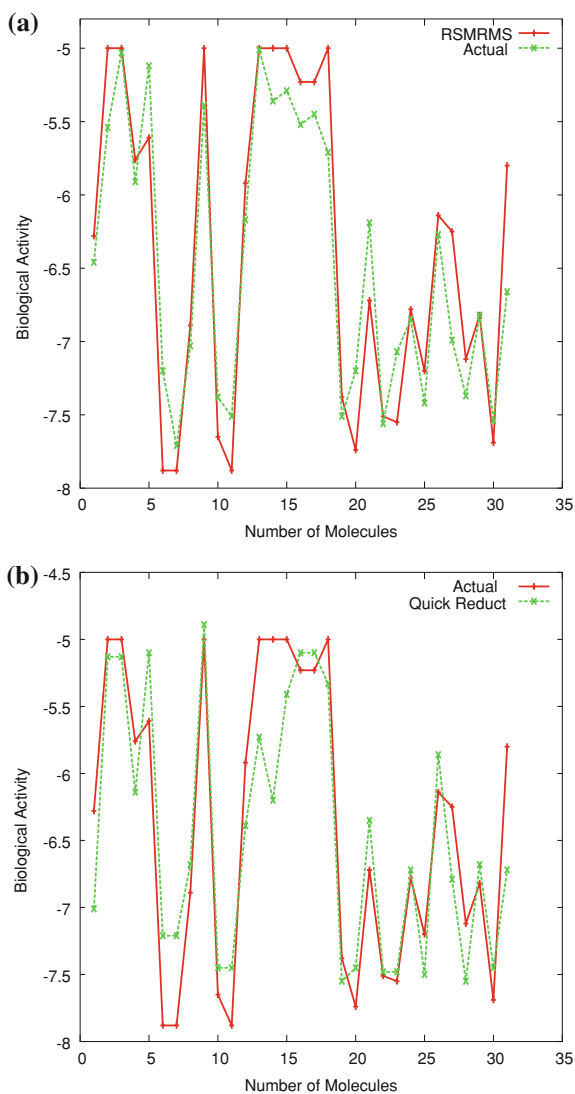 (a)
-5
-5.5
-6
-6.5
-7
-7.5
-8
Biological Activity
RSMRMS
Actual
0 5 10 15 20 25 30 35
Number of Molecules
(b)
-4.5
-5
-5.5
-6
-6.5
-7
-7.5
-8
Biological Activity
Actual
Quick Reduct
0 5 10 15 20 25 30 35
Number of Molecules